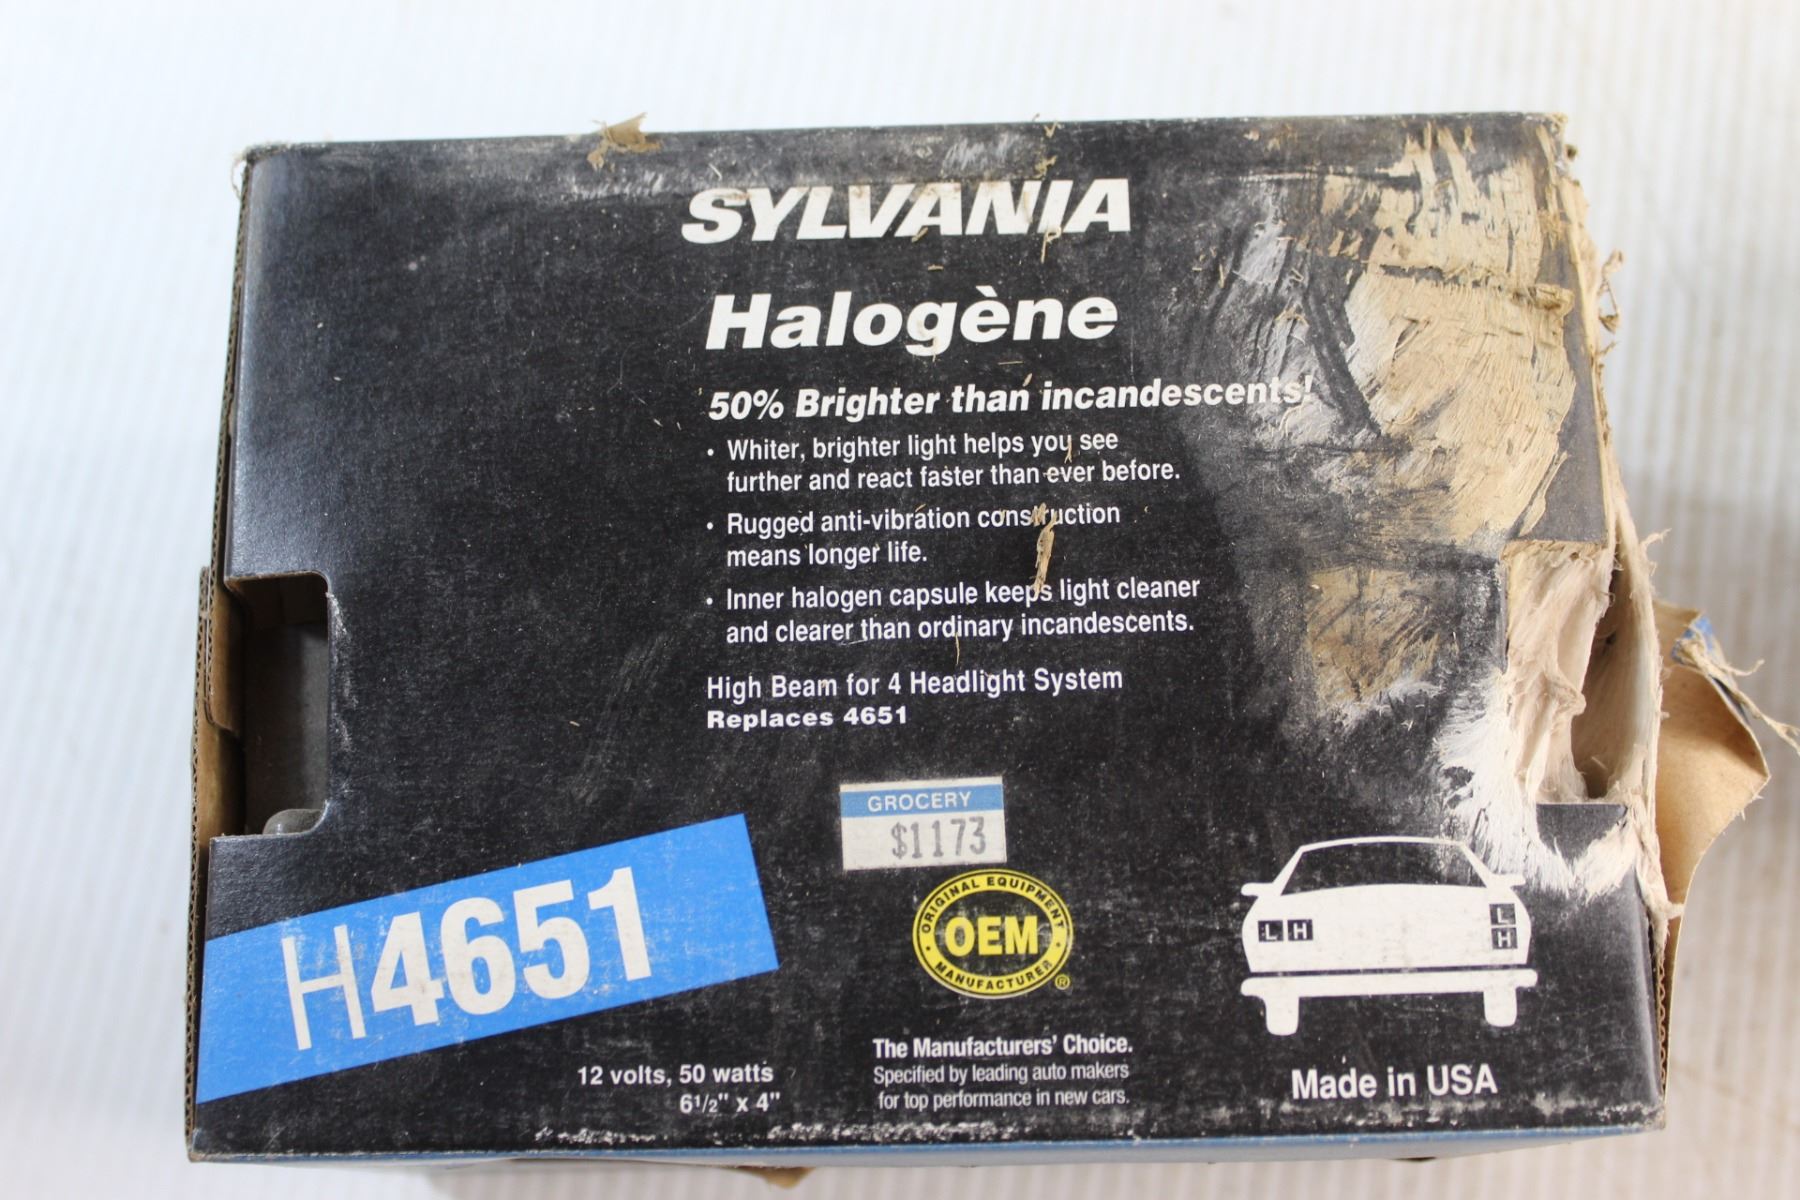 SYLVANIA
Halogène
50% Brighter than incandescents!
• Whiter, brighter light helps you see
further and react faster than ever before.
• Rugged anti-vibration construction
means longer life.
• Inner halogen capsule keeps light cleaner
and clearer than ordinary incandescents.
High Beam for 4 Headlight System
Replaces 4651
GROCERY
$1173
H4651
12 volts, 50 watts
6 1/2" x 4"
ORIGINAL EQUIPMENT
OEM
MANUFACTURER ®
The Manufacturers' Choice.
Specified by leading auto makers
for top performance in new cars.
L H
L
H
Made in USA